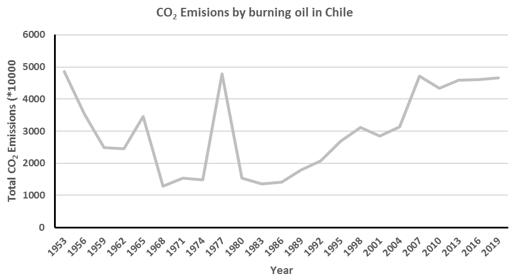 CO₂ Emisions by burning oil in Chile
Total CO₂ Emissions (*10000
6000
5000
4000
3000
2000
1000
0
1953 1956 1959 1962 1965 1968 1971 1974 1977 1980 1983 1986 1989 1992 1995 1998 2001 2004 2007 2010 2013 2016 2019
Year